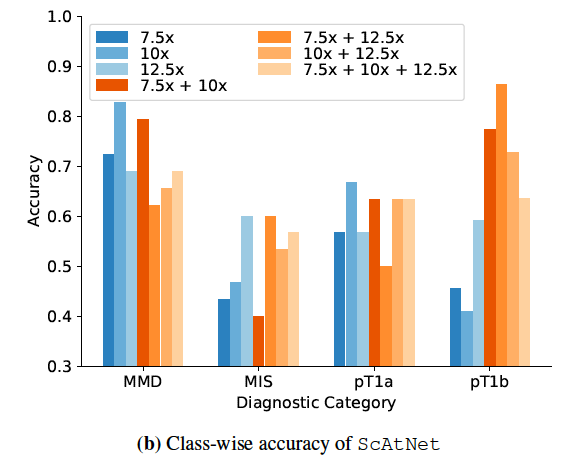 1.0
0.9
0.8
0.7
0.6
0.5
0.4
0.3
Accuracy
7.5x
10x
12.5x
7.5x + 10x
7.5x + 12.5x
10x + 12.5x
7.5x + 10x + 12.5x
MMD MIS pT1a pT1b
Diagnostic Category
(b) Class-wise accuracy of ScAtNet